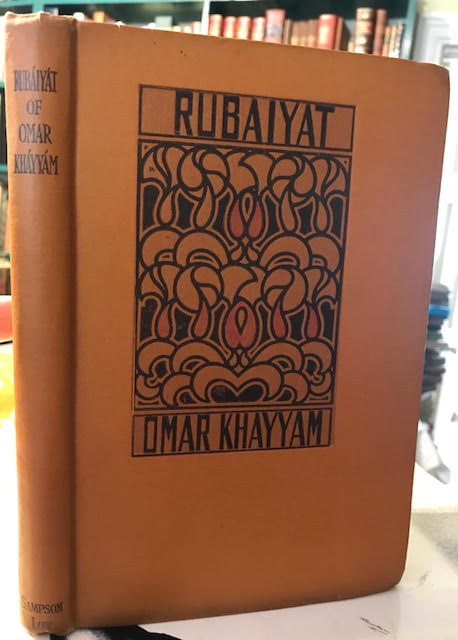 RUBÁIYÁT
OF
OMAR
KHÁYYÁM
SAMPSON
LOW
RUBAIYAT
OMAR KHAYYAM